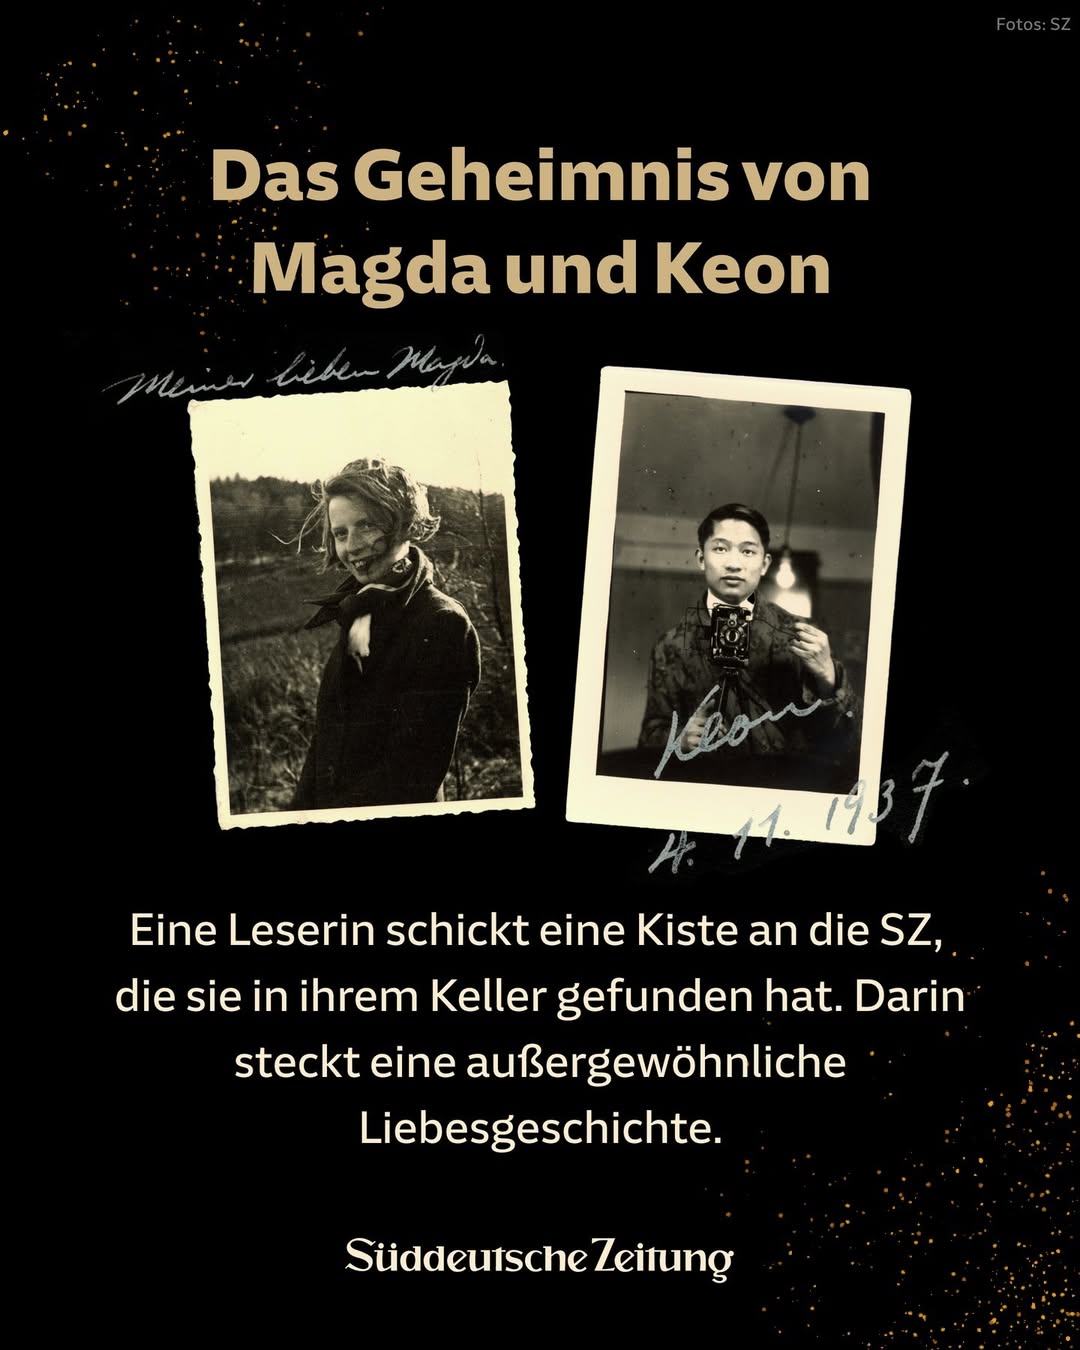 Fotos: SZ
Das Geheimnis von
Magda und Keon
Meiner lieben Magda.
Keon.
4. 11. 1937.
Eine Leserin schickt eine Kiste an die SZ,
die sie in ihrem Keller gefunden hat. Darin
steckt eine außergewöhnliche
Liebesgeschichte.
Süddeutsche Zeitung